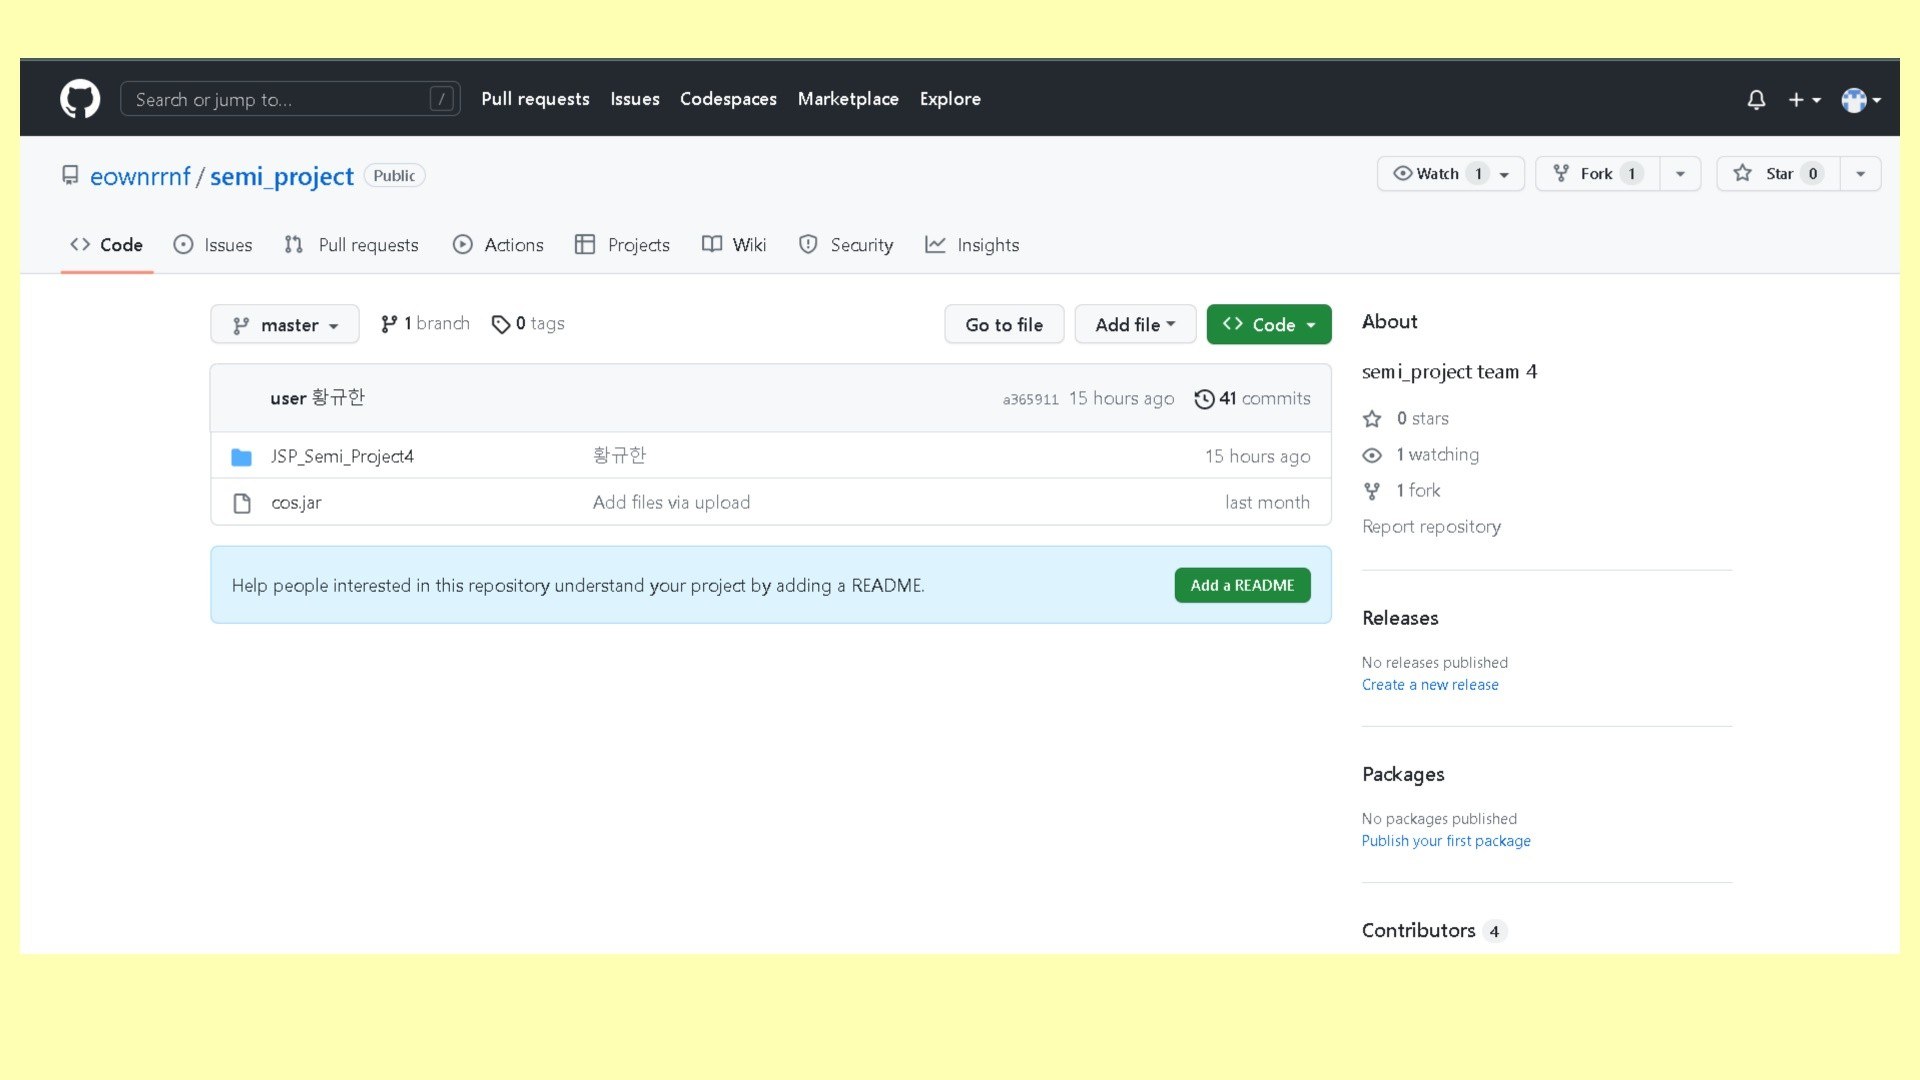 Search or jump to... /
Pull requests Issues Codespaces Marketplace Explore
eownrrnf / semi_project Public
Watch 1 Fork 1 Star 0
Code Issues Pull requests Actions Projects Wiki Security Insights
master 1 branch 0 tags Go to file Add file Code
user 황규한 a365911 15 hours ago 41 commits
JSP_Semi_Project4 황규한 15 hours ago
cos.jar Add files via upload last month
Help people interested in this repository understand your project by adding a README. Add a README
About
semi_project team 4
0 stars
1 watching
1 fork
Report repository
Releases
No releases published
Create a new release
Packages
No packages published
Publish your first package
Contributors 4